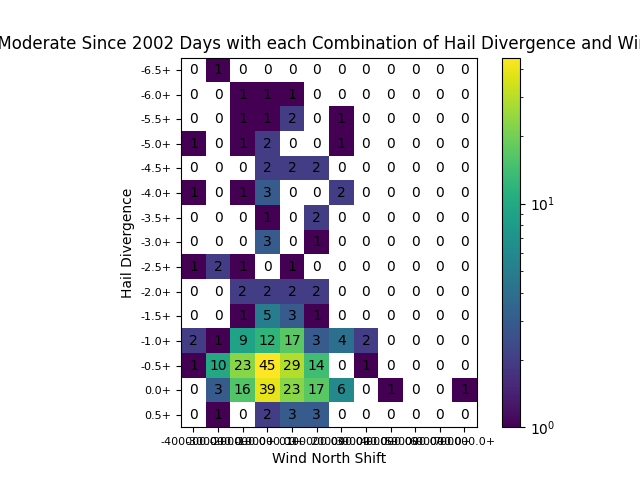 Moderate Since 2002 Days with each Combination of Hail Divergence and Wi
-6.5+ 0 1 0 0 0 0 0 0 0 0 0 0
-6.0+ 0 0 1 1 1 0 0 0 0 0 0 0
-5.5+ 0 0 1 1 2 0 1 0 0 0 0 0
-5.0+ 1 0 1 2 0 0 1 0 0 0 0 0
-4.5+ 0 0 0 2 2 2 0 0 0 0 0 0
-4.0+ 1 0 1 3 0 0 2 0 0 0 0 0
-3.5+ 0 0 0 1 0 2 0 0 0 0 0 0
-3.0+ 0 0 0 3 0 1 0 0 0 0 0 0
-2.5+ 1 2 1 0 1 0 0 0 0 0 0 0
-2.0+ 0 0 2 2 2 2 0 0 0 0 0 0
-1.5+ 0 0 1 5 3 1 0 0 0 0 0 0
-1.0+ 2 1 9 12 17 3 4 2 0 0 0 0
-0.5+ 1 10 23 45 29 14 0 1 0 0 0 0
0.0+ 0 3 16 39 23 17 6 0 1 0 0 1
0.5+ 0 1 0 2 3 3 0 0 0 0 0 0
Hail Divergence
Wind North Shift
10¹
10⁰